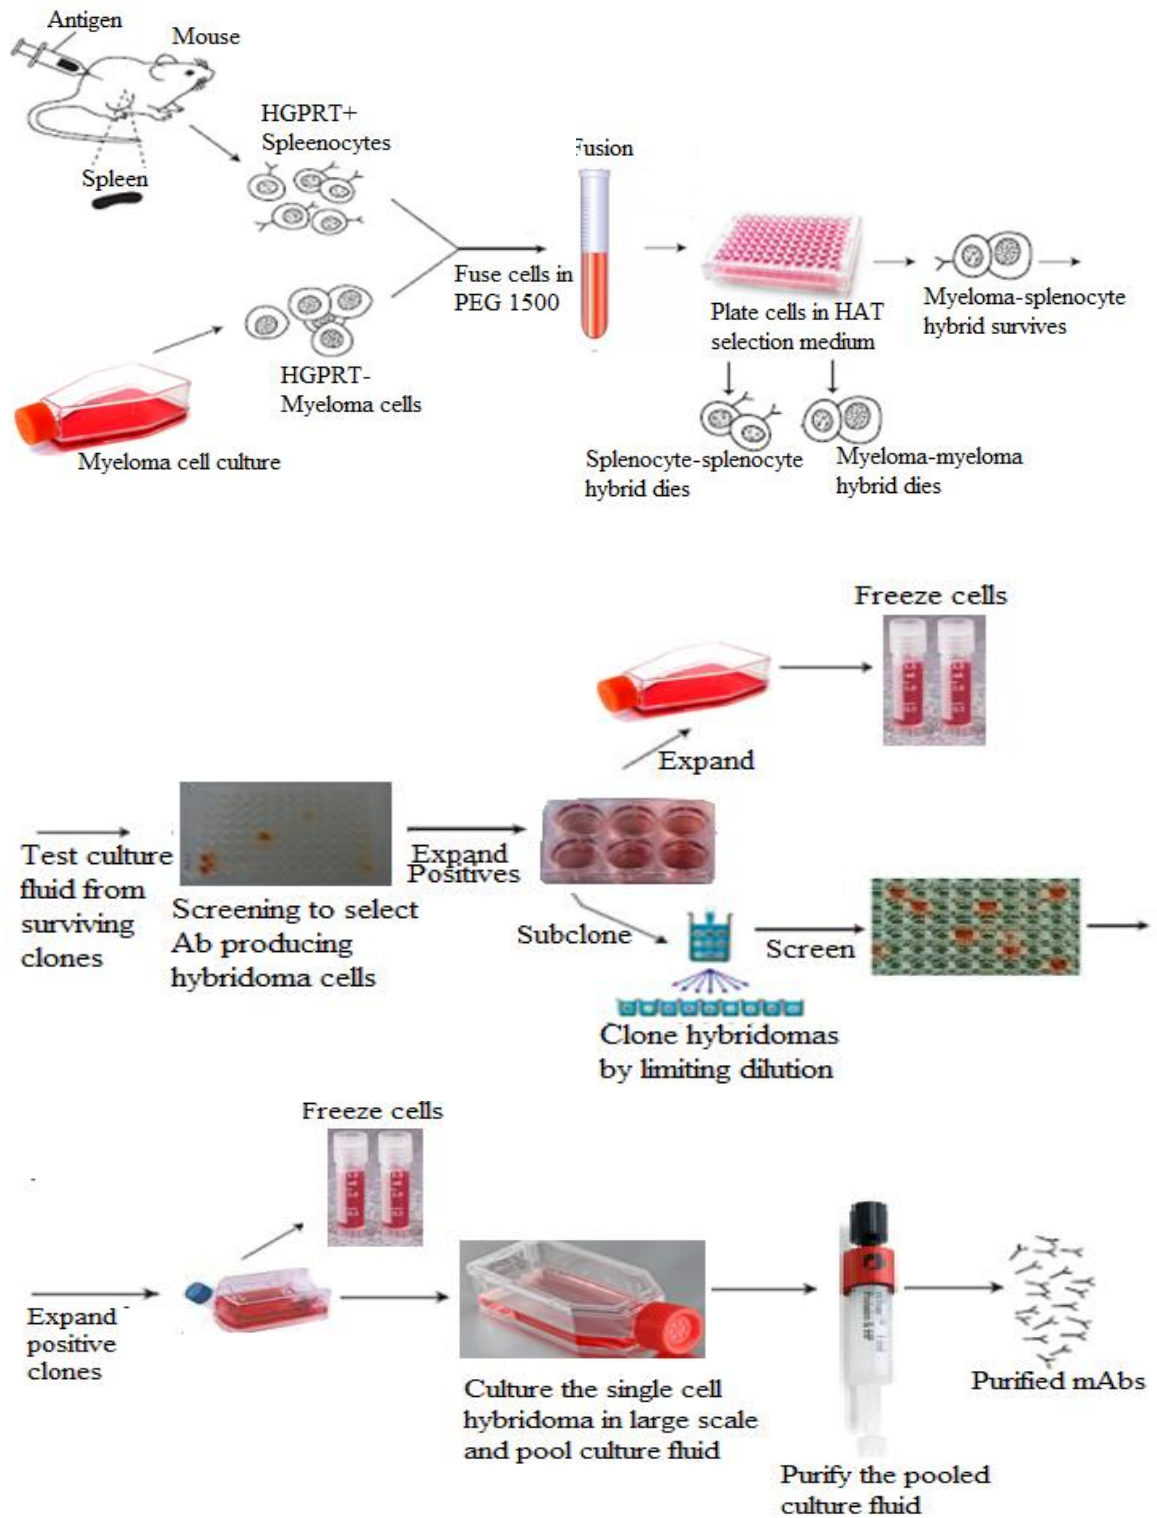 Antigen
Mouse
HGPRT+
Spleenocytes
Spleen
Fusion
Fuse cells in
PEG 1500
Plate cells in HAT
selection medium
Myeloma-splenocyte
hybrid survives
HGPRT-
Myeloma cells
Myeloma cell culture
Splenocyte-splenocyte
hybrid dies
Myeloma-myeloma
hybrid dies
Freeze cells
Expand
Test culture
fluid from
surviving
clones
Screening to select
Ab producing
hybridoma cells
Expand
Positives
Subclone
Screen
Clone hybridomas
by limiting dilution
Freeze cells
Expand
positive
clones
Culture the single cell
hybridoma in large scale
and pool culture fluid
Purify the pooled
culture fluid
Purified mAbs